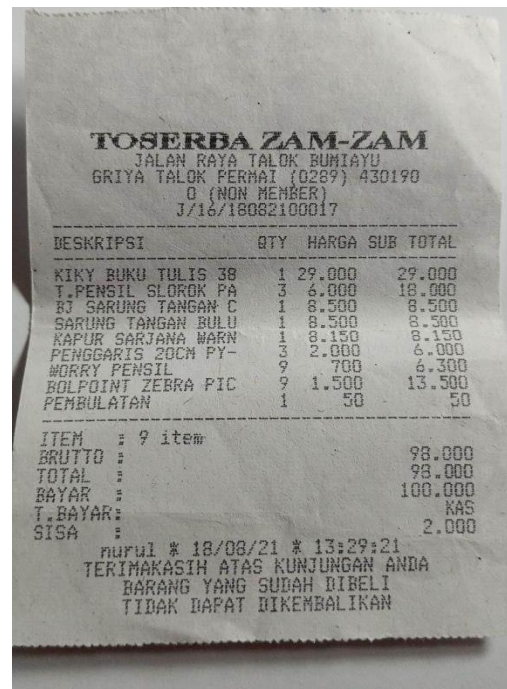 TOSERBA ZAM-ZAM
JALAN RAYA TALOK BUMIAYU
GRIYA TALOK PERMAI (0289) 430190
0 (NON MEMBER)
J/16/18082100017
DESKRIPSI QTY HARGA SUB TOTAL
KIKY BUKU TULIS 38 1 29.000 29.000
T.PENSIL SLOROK PA 3 6.000 18.000
BJ SARUNG TANGAN C 1 8.500 8.500
SARUNG TANGAN BULU 1 8.500 8.500
KAPUR SARJANA WARN 1 8.150 8.150
PENGGARIS 20CM PY- 3 2.000 6.000
WORRY PENSIL 9 700 6.300
BOLPOINT ZEBRA PIC 9 1.500 13.500
PEMBULATAN 1 50 50
ITEM : 9 item
BRUTTO : 98.000
TOTAL : 98.000
BAYAR : 100.000
T.BAYAR: KAS
SISA : 2.000
nurul * 18/08/21 * 13:29:21
TERIMAKASIH ATAS KUNJUNGAN ANDA
BARANG YANG SUDAH DIBELI
TIDAK DAPAT DIKEMBALIKAN